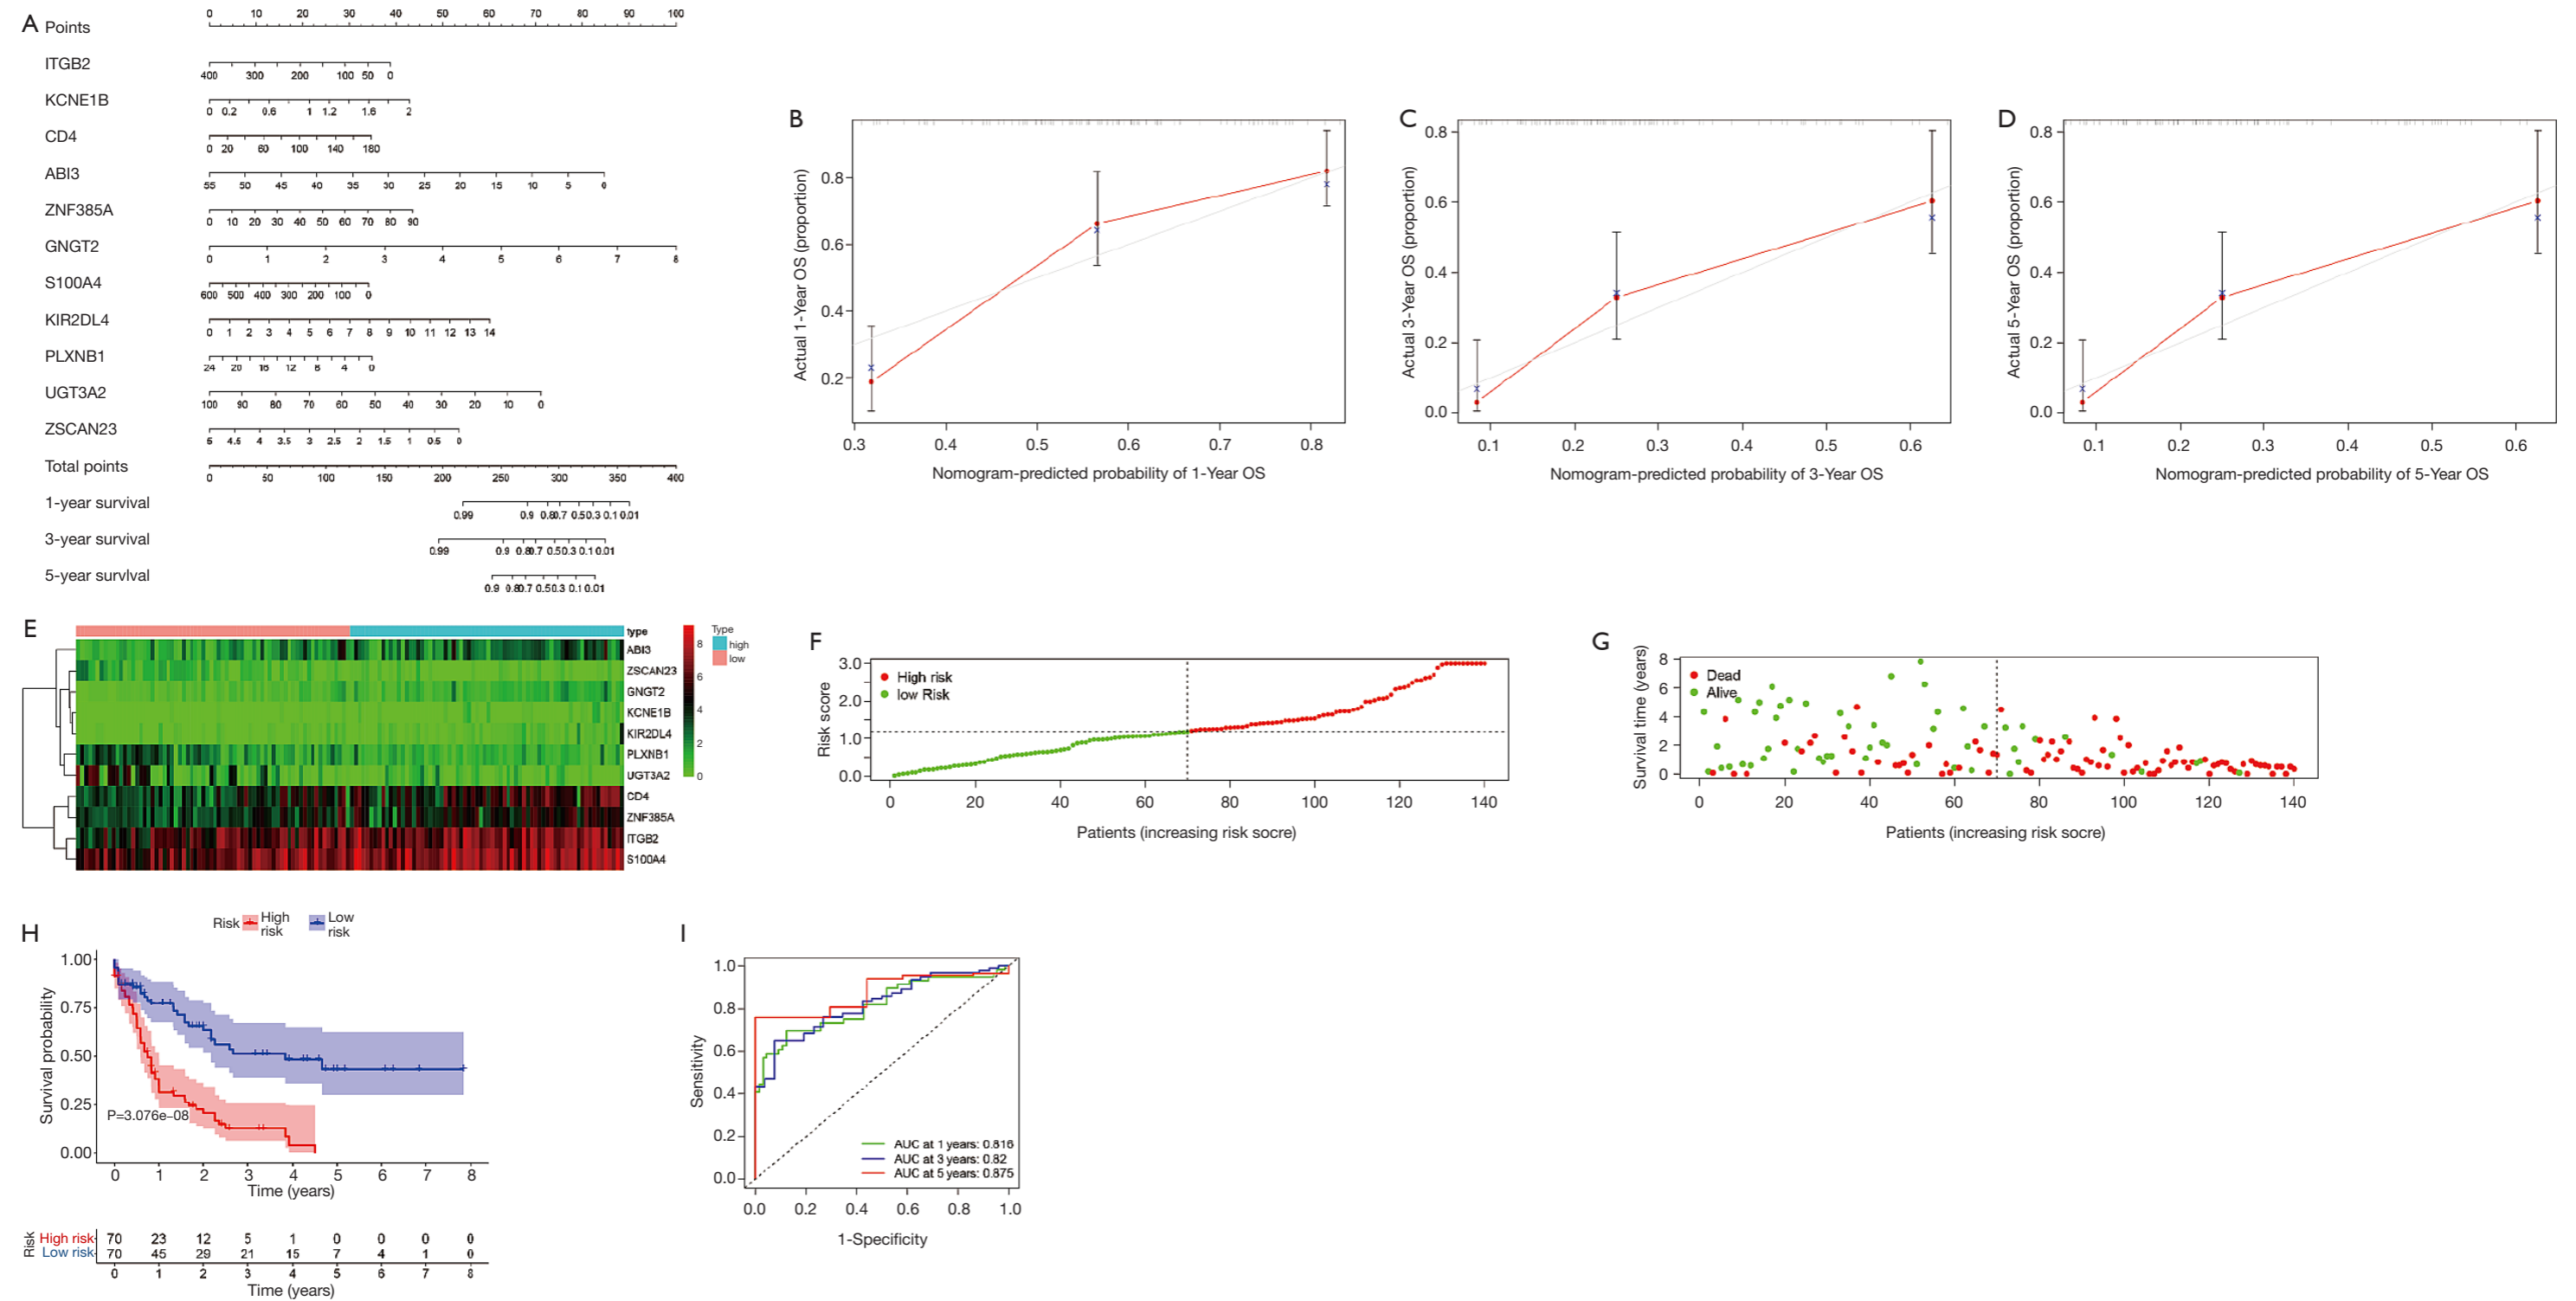 A
Points
0 10 20 30 40 50 60 70 80 90 100
ITGB2
400 300 200 100 50 0
KCNE1B
0 0.2 0.6 1 1.2 1.6 2
CD4
0 20 60 100 140 180
ABI3
55 50 45 40 35 30 25 20 15 10 5 0
ZNF385A
0 10 20 30 40 50 60 70 80 90
GNGT2
0 1 2 3 4 5 6 7 8
S100A4
600 500 400 300 200 100 0
KIR2DL4
0 1 2 3 4 5 6 7 8 9 10 11 12 13 14
PLXNB1
24 20 16 12 8 4 0
UGT3A2
100 90 80 70 60 50 40 30 20 10 0
ZSCAN23
5 4.5 4 3.5 3 2.5 2 1.5 1 0.5 0
Total points
0 50 100 150 200 250 300 350 400
1-year survival
0.99 0.9 0.8 0.7 0.5 0.3 0.1 0.01
3-year survival
0.99 0.9 0.8 0.7 0.5 0.3 0.1 0.01
5-year survival
0.9 0.8 0.7 0.5 0.3 0.1 0.01
B
Actual 1-Year OS (proportion)
0.8
0.6
0.4
0.2
0.3 0.4 0.5 0.6 0.7 0.8
Nomogram-predicted probability of 1-Year OS
C
Actual 3-Year OS (proportion)
0.8
0.6
0.4
0.2
0.0
0.1 0.2 0.3 0.4 0.5 0.6
Nomogram-predicted probability of 3-Year OS
D
Actual 5-Year OS (proportion)
0.8
0.6
0.4
0.2
0.0
0.1 0.2 0.3 0.4 0.5 0.6
Nomogram-predicted probability of 5-Year OS
E
type
ABI3
ZSCAN23
GNGT2
KCNE1B
KIR2DL4
PLXNB1
UGT3A2
CD4
ZNF385A
ITGB2
S100A4
8
6
4
2
0
Type
high
low
F
Risk score
3.0
2.0
1.0
0.0
High risk
low Risk
0 20 40 60 80 100 120 140
Patients (increasing risk socre)
G
Survival time (years)
8
6
4
2
0
Dead
Alive
0 20 40 60 80 100 120 140
Patients (increasing risk socre)
H
Risk High risk Low risk
Survival probability
1.00
0.75
0.50
0.25
0.00
P=3.076e-08
0 1 2 3 4 5 6 7 8
Time (years)
Risk
High risk 70 23 12 5 1 0 0 0 0
Low risk 70 45 29 21 15 7 4 1 0
0 1 2 3 4 5 6 7 8
Time (years)
I
Sensitivity
1.0
0.8
0.6
0.4
0.2
0.0
AUC at 1 years: 0.816
AUC at 3 years: 0.82
AUC at 5 years: 0.875
0.0 0.2 0.4 0.6 0.8 1.0
1-Specificity